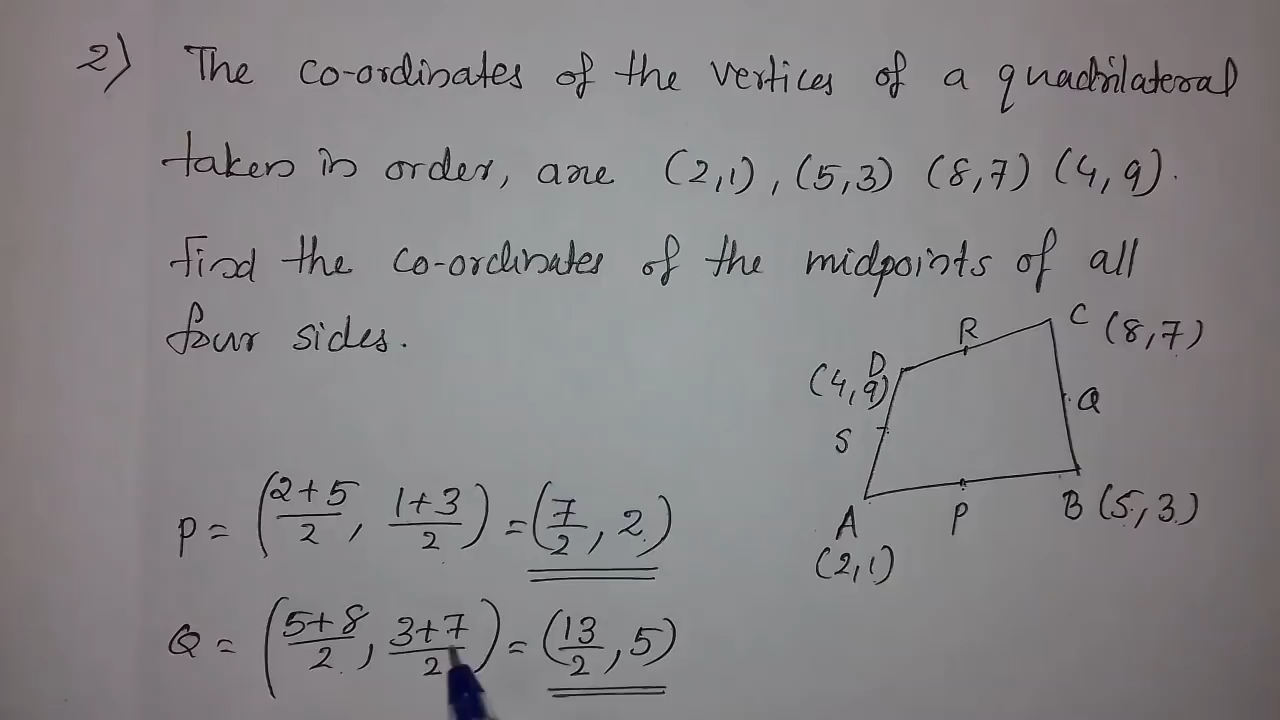 2) The co-ordinates of the vertices of a quadrilateral
taken in order, are (2,1), (5,3) (8,7) (4,9).
Find the co-ordinates of the midpoints of all
four sides.
R C (8,7)
D
(4,9)
Q
S
A P B (5,3)
(2,1)
P = (2+5/2, 1+3/2) = (7/2, 2)
Q = (5+8/2, 3+7/2) = (13/2, 5)